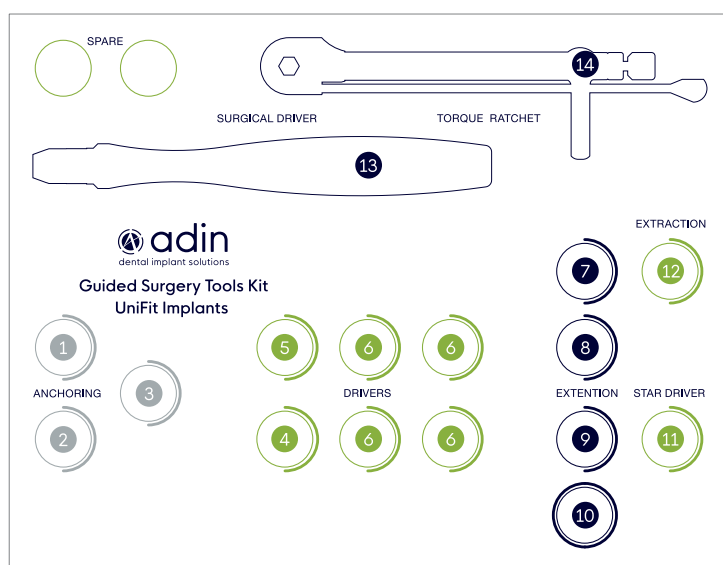 SPARE
14
SURGICAL DRIVER
TORQUE RATCHET
13
adin
dental implant solutions
Guided Surgery Tools Kit
UniFit Implants
EXTRACTION
7
12
1
5
6
6
8
3
ANCHORING
DRIVERS
EXTENTION
STAR DRIVER
2
4
6
6
9
11
10